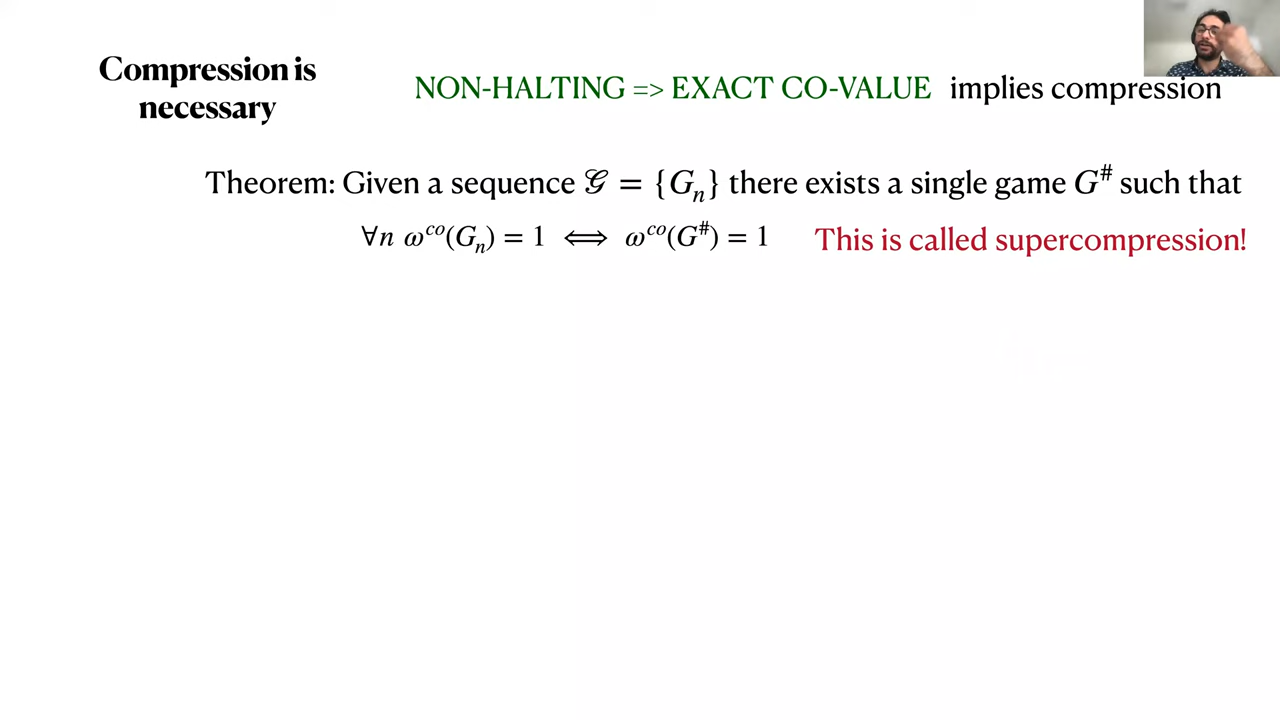 Compression is
necessary
NON-HALTING => EXACT CO-VALUE implies compression
Theorem: Given a sequence 𝒢 = {Gₙ} there exists a single game G^# such that
∀n ω^{co}(Gₙ) = 1 ⟺ ω^{co}(G^#) = 1 This is called supercompression!